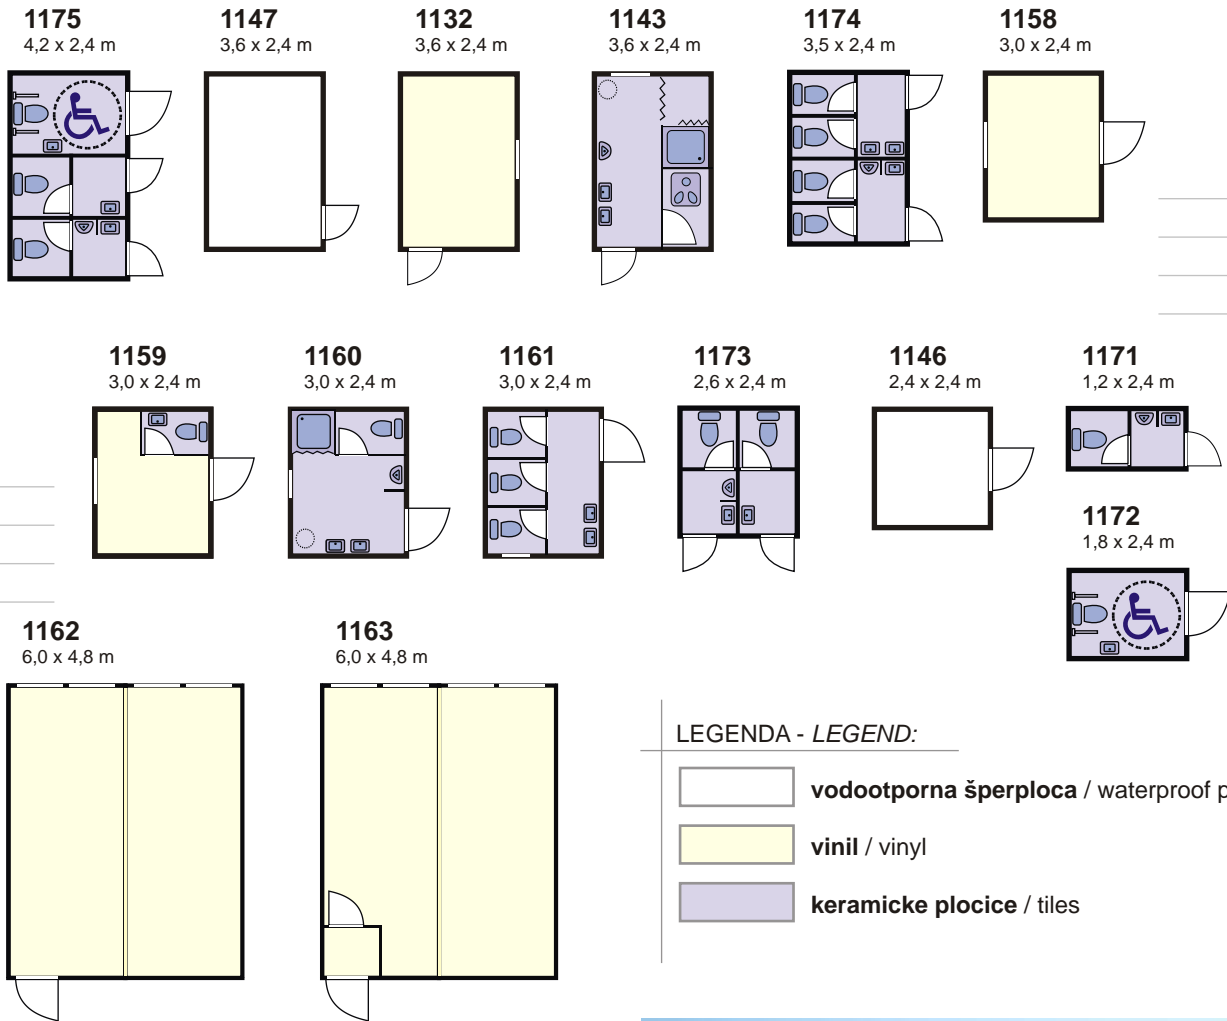 1175
4,2 x 2,4 m
1147
3,6 x 2,4 m
1132
3,6 x 2,4 m
1143
3,6 x 2,4 m
1174
3,5 x 2,4 m
1158
3,0 x 2,4 m
1159
3,0 x 2,4 m
1160
3,0 x 2,4 m
1161
3,0 x 2,4 m
1173
2,6 x 2,4 m
1146
2,4 x 2,4 m
1171
1,2 x 2,4 m
1172
1,8 x 2,4 m
1162
6,0 x 4,8 m
1163
6,0 x 4,8 m
LEGENDA - LEGEND:
vodootporna šperploca / waterproof p
vinil / vinyl
keramicke plocice / tiles